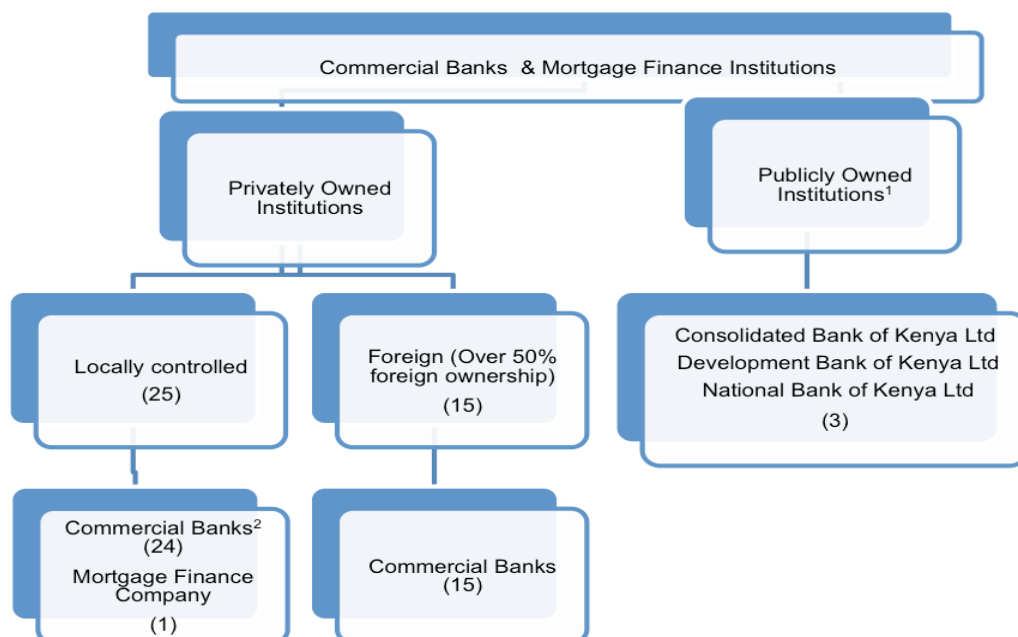 Commercial Banks & Mortgage Finance Institutions
Privately Owned
Institutions
Publicly Owned
Institutions¹
Locally controlled
(25)
Foreign (Over 50%
foreign ownership)
(15)
Consolidated Bank of Kenya Ltd
Development Bank of Kenya Ltd
National Bank of Kenya Ltd
(3)
Commercial Banks²
(24)
Mortgage Finance
Company
(1)
Commercial Banks
(15)